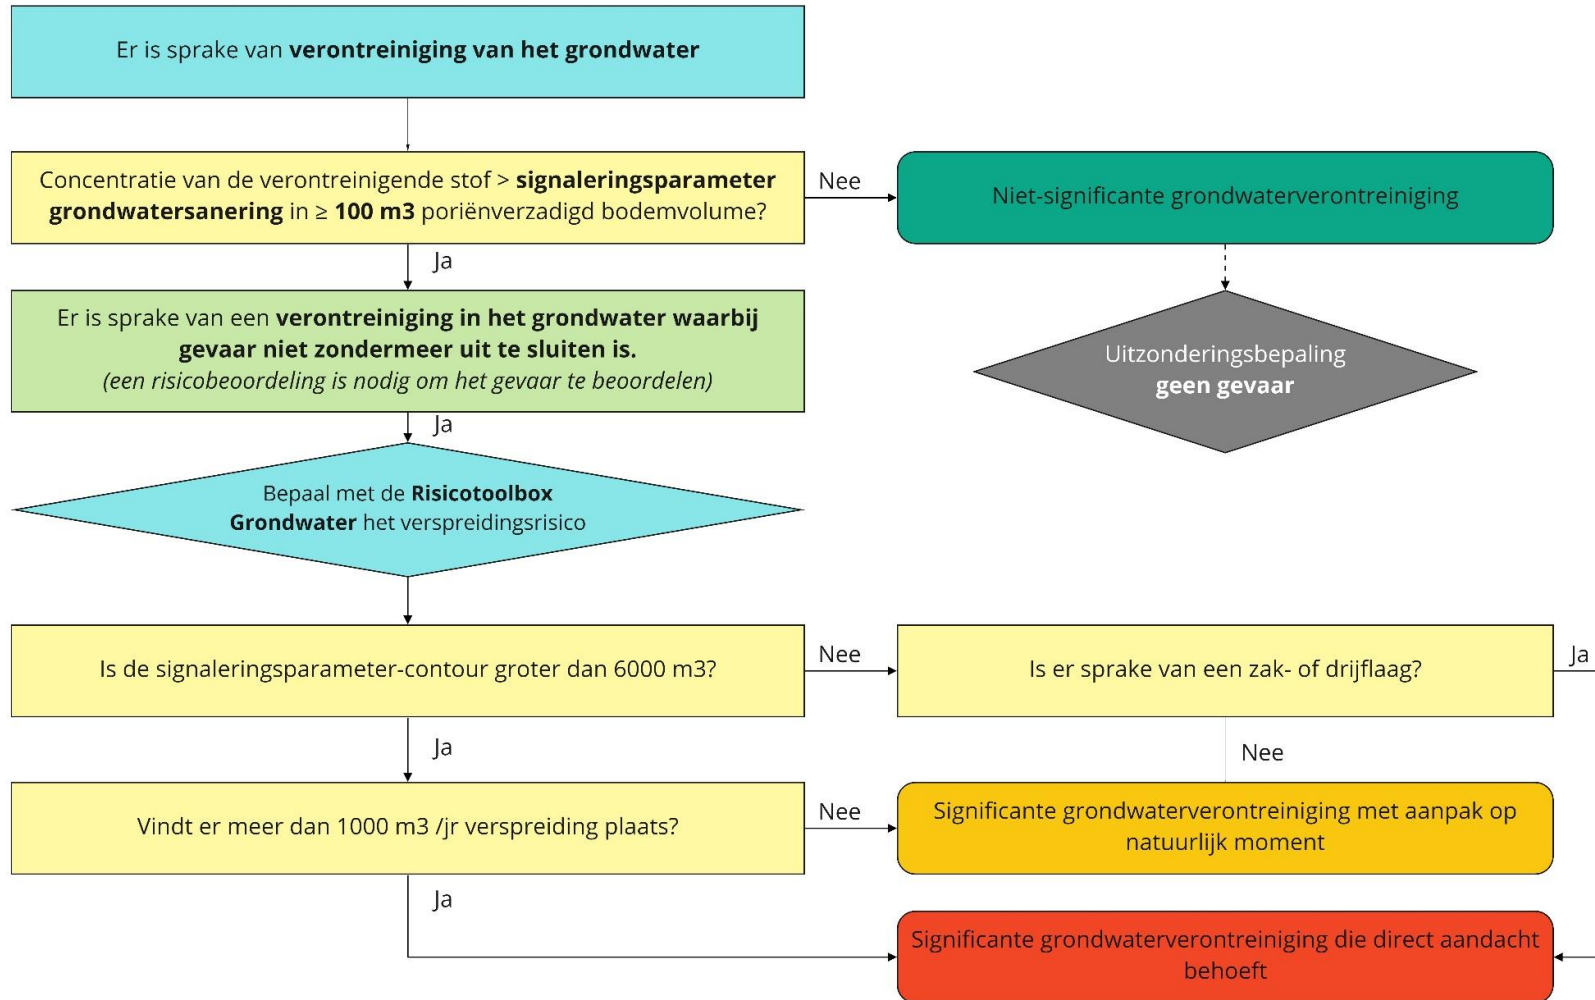 Er is sprake van verontreiniging van het grondwater
Concentratie van de verontreinigende stof > signaleringsparameter
grondwatersanering in ≥ 100 m3 poriënverzadigd bodemvolume?
Nee
Niet-significante grondwaterverontreiniging
Ja
Er is sprake van een verontreiniging in het grondwater waarbij
gevaar niet zondermeer uit te sluiten is.
(een risicobeoordeling is nodig om het gevaar te beoordelen)
Uitzonderingsbepaling
geen gevaar
Ja
Bepaal met de Risicotoolbox
Grondwater het verspreidingsrisico
Is de signaleringsparameter-contour groter dan 6000 m3?
Nee
Is er sprake van een zak- of drijflaag?
Ja
Ja
Nee
Vindt er meer dan 1000 m3 /jr verspreiding plaats?
Nee
Significante grondwaterverontreiniging met aanpak op
natuurlijk moment
Ja
Significante grondwaterverontreiniging die direct aandacht
behoeft